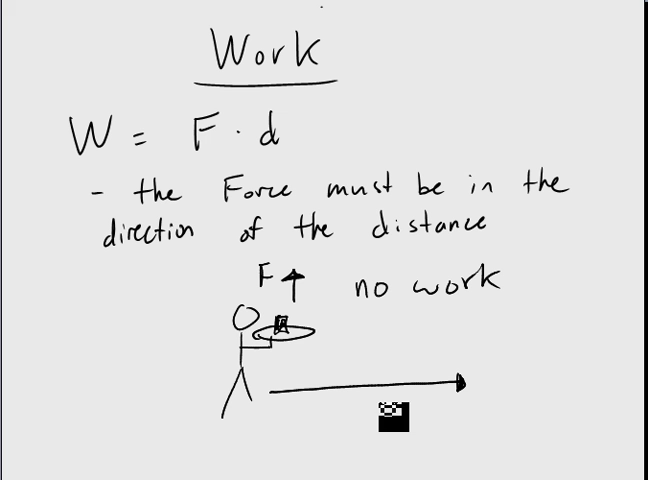 Work
W = F · d
- the Force must be in the
direction of the distance
F
no work